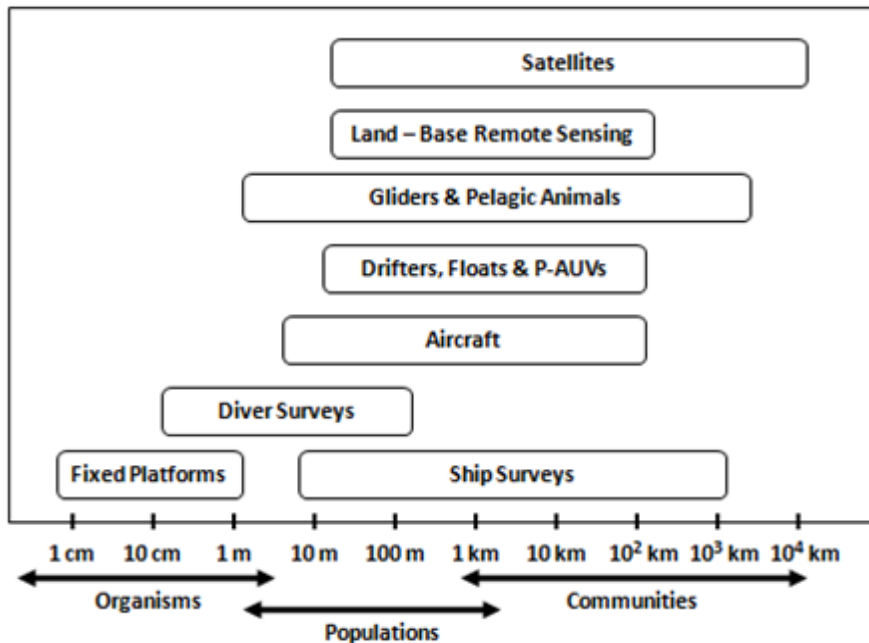 Satellites
Land – Base Remote Sensing
Gliders & Pelagic Animals
Drifters, Floats & P-AUVs
Aircraft
Diver Surveys
Fixed Platforms Ship Surveys
1 cm 10 cm 1 m 10 m 100 m 1 km 10 km 10² km 10³ km 10⁴ km
Organisms Communities
Populations